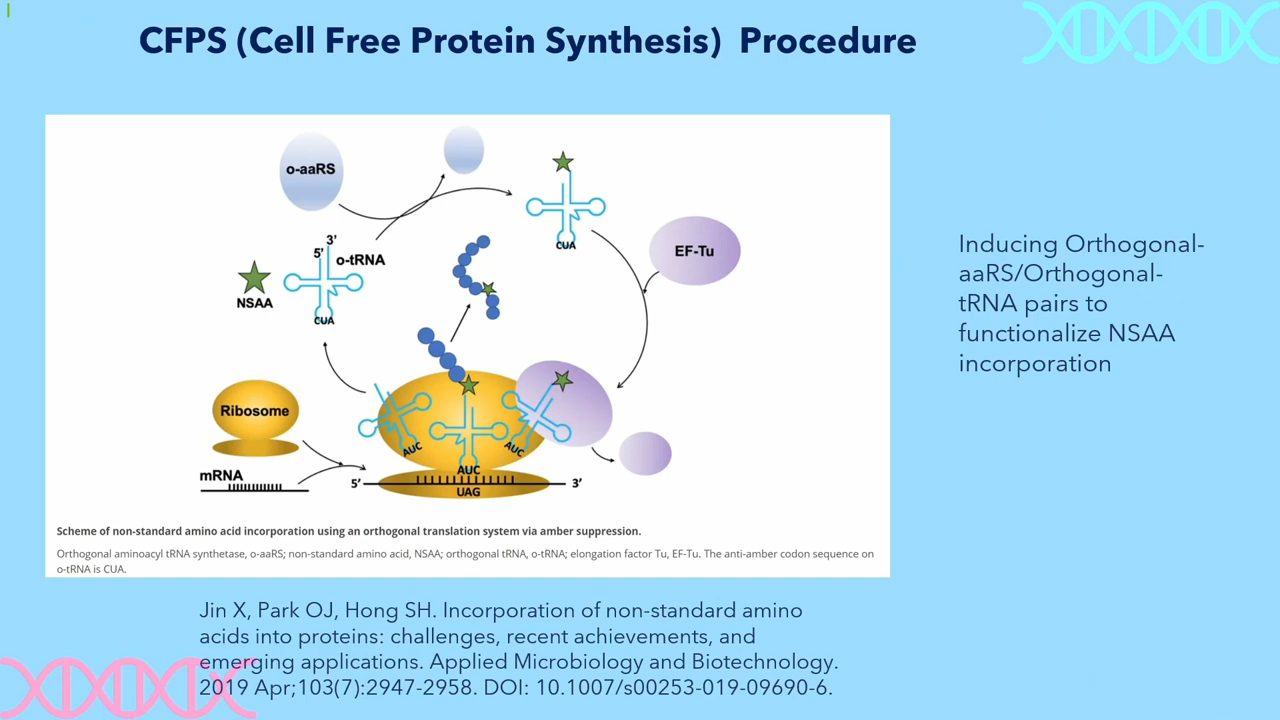 CFPS (Cell Free Protein Synthesis) Procedure
o-aaRS
3’
5’
o-tRNA
NSAA
CUA
CUA
EF-Tu
Ribosome
mRNA
AUC
AUC
AUC
5’
UAG
3’
Scheme of non-standard amino acid incorporation using an orthogonal translation system via amber suppression.
Orthogonal aminoacyl tRNA synthetase, o-aaRS; non-standard amino acid, NSAA; orthogonal tRNA, o-tRNA; elongation factor Tu, EF-Tu. The anti-amber codon sequence on
o-tRNA is CUA.
Inducing Orthogonal-
aaRS/Orthogonal-
tRNA pairs to
functionalize NSAA
incorporation
Jin X, Park OJ, Hong SH. Incorporation of non-standard amino
acids into proteins: challenges, recent achievements, and
emerging applications. Applied Microbiology and Biotechnology.
2019 Apr;103(7):2947-2958. DOI: 10.1007/s00253-019-09690-6.